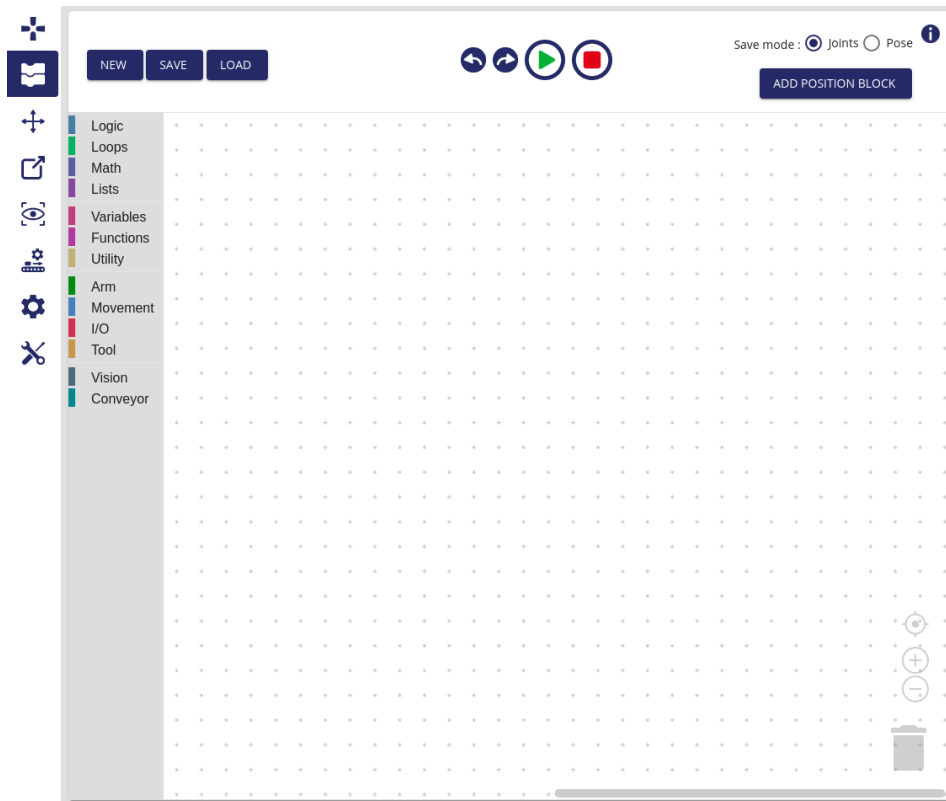 NEW SAVE LOAD
Save mode : Joints Pose
ADD POSITION BLOCK
Logic
Loops
Math
Lists
Variables
Functions
Utility
Arm
Movement
I/O
Tool
Vision
Conveyor